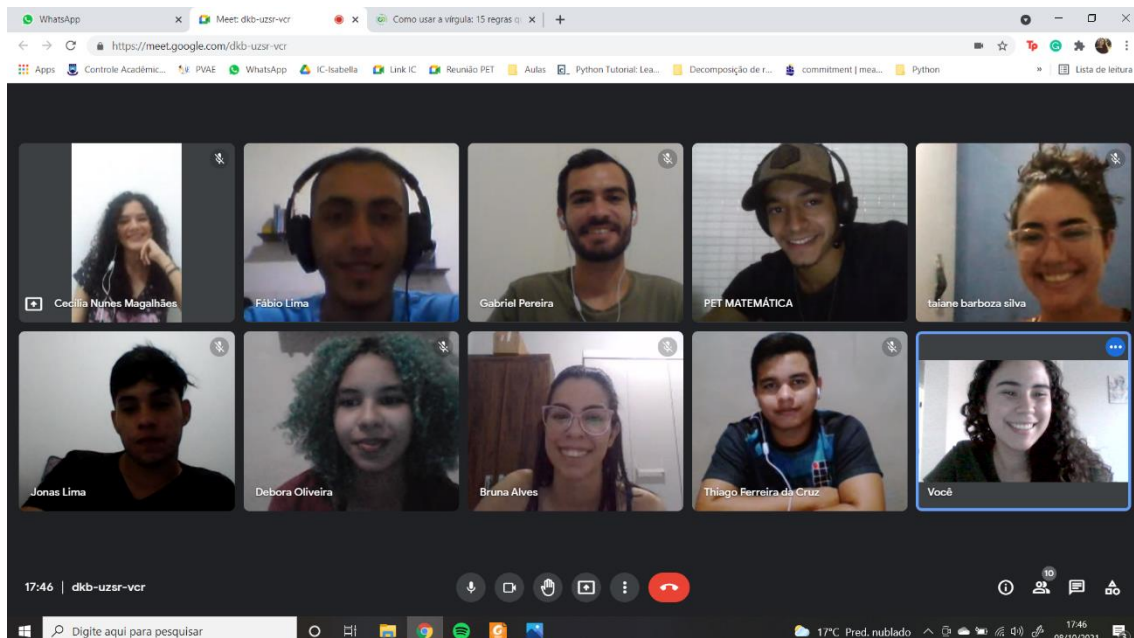 WhatsApp
Meet: dkb-uzsr-vcr
Como usar a vírgula: 15 regras q
https://meet.google.com/dkb-uzsr-vcr
Apps Controle Acadêmic... PVAE WhatsApp IC-Isabella Link IC Reunião PET Aulas Python Tutorial: Lea... Decomposição de r... commitment | mea... Python » Lista de leitura
Cecília Nunes Magalhães Fábio Lima Gabriel Pereira PET MATEMÁTICA taiane barboza silva
Jonas Lima Debora Oliveira Bruna Alves Thiago Ferreira da Cruz Você
17:46 | dkb-uzsr-vcr
10
Digite aqui para pesquisar
17°C Pred. nublado
17:46
08/10/2021